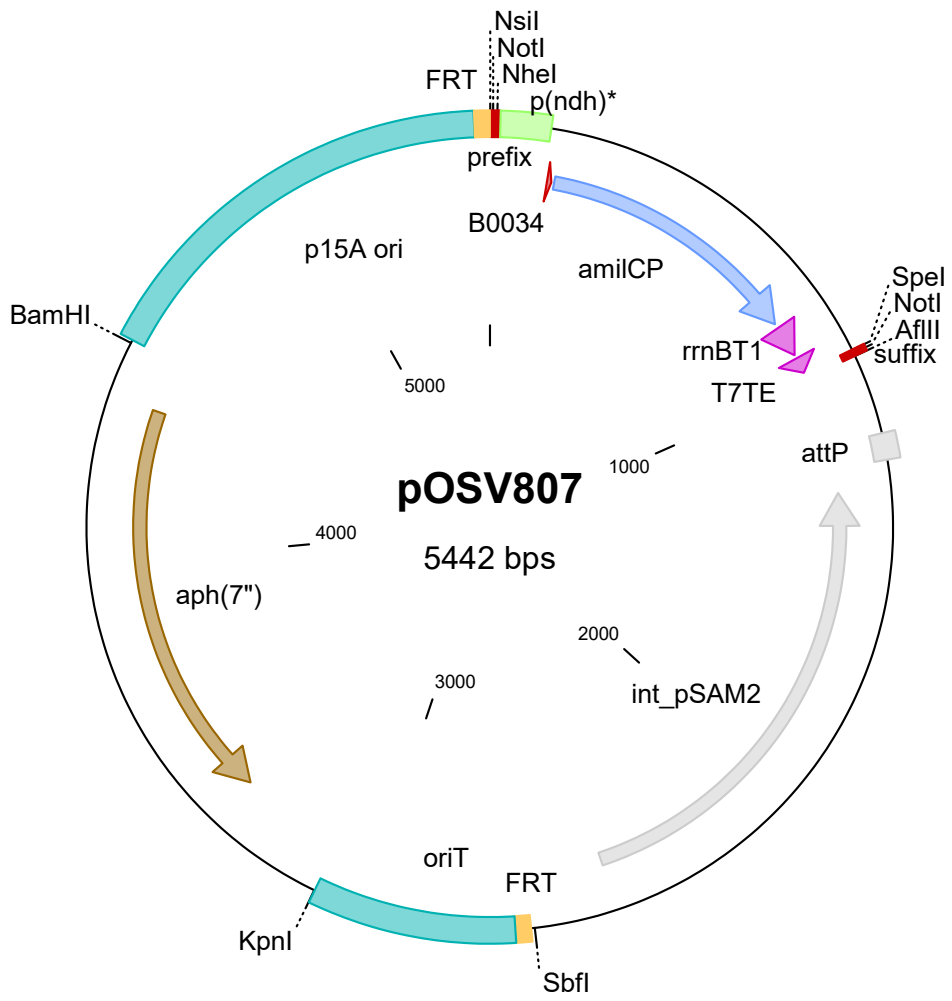 NsiI
NotI
NheI
FRT
p(ndh)*
prefix
B0034
p15A ori
amilCP
SpeI
NotI
AflII
suffix
BamHI
rrnBT1
T7TE
5000
1000
attP
pOSV807
5442 bps
4000
aph(7")
2000
3000
int_pSAM2
oriT
FRT
KpnI
SbfI